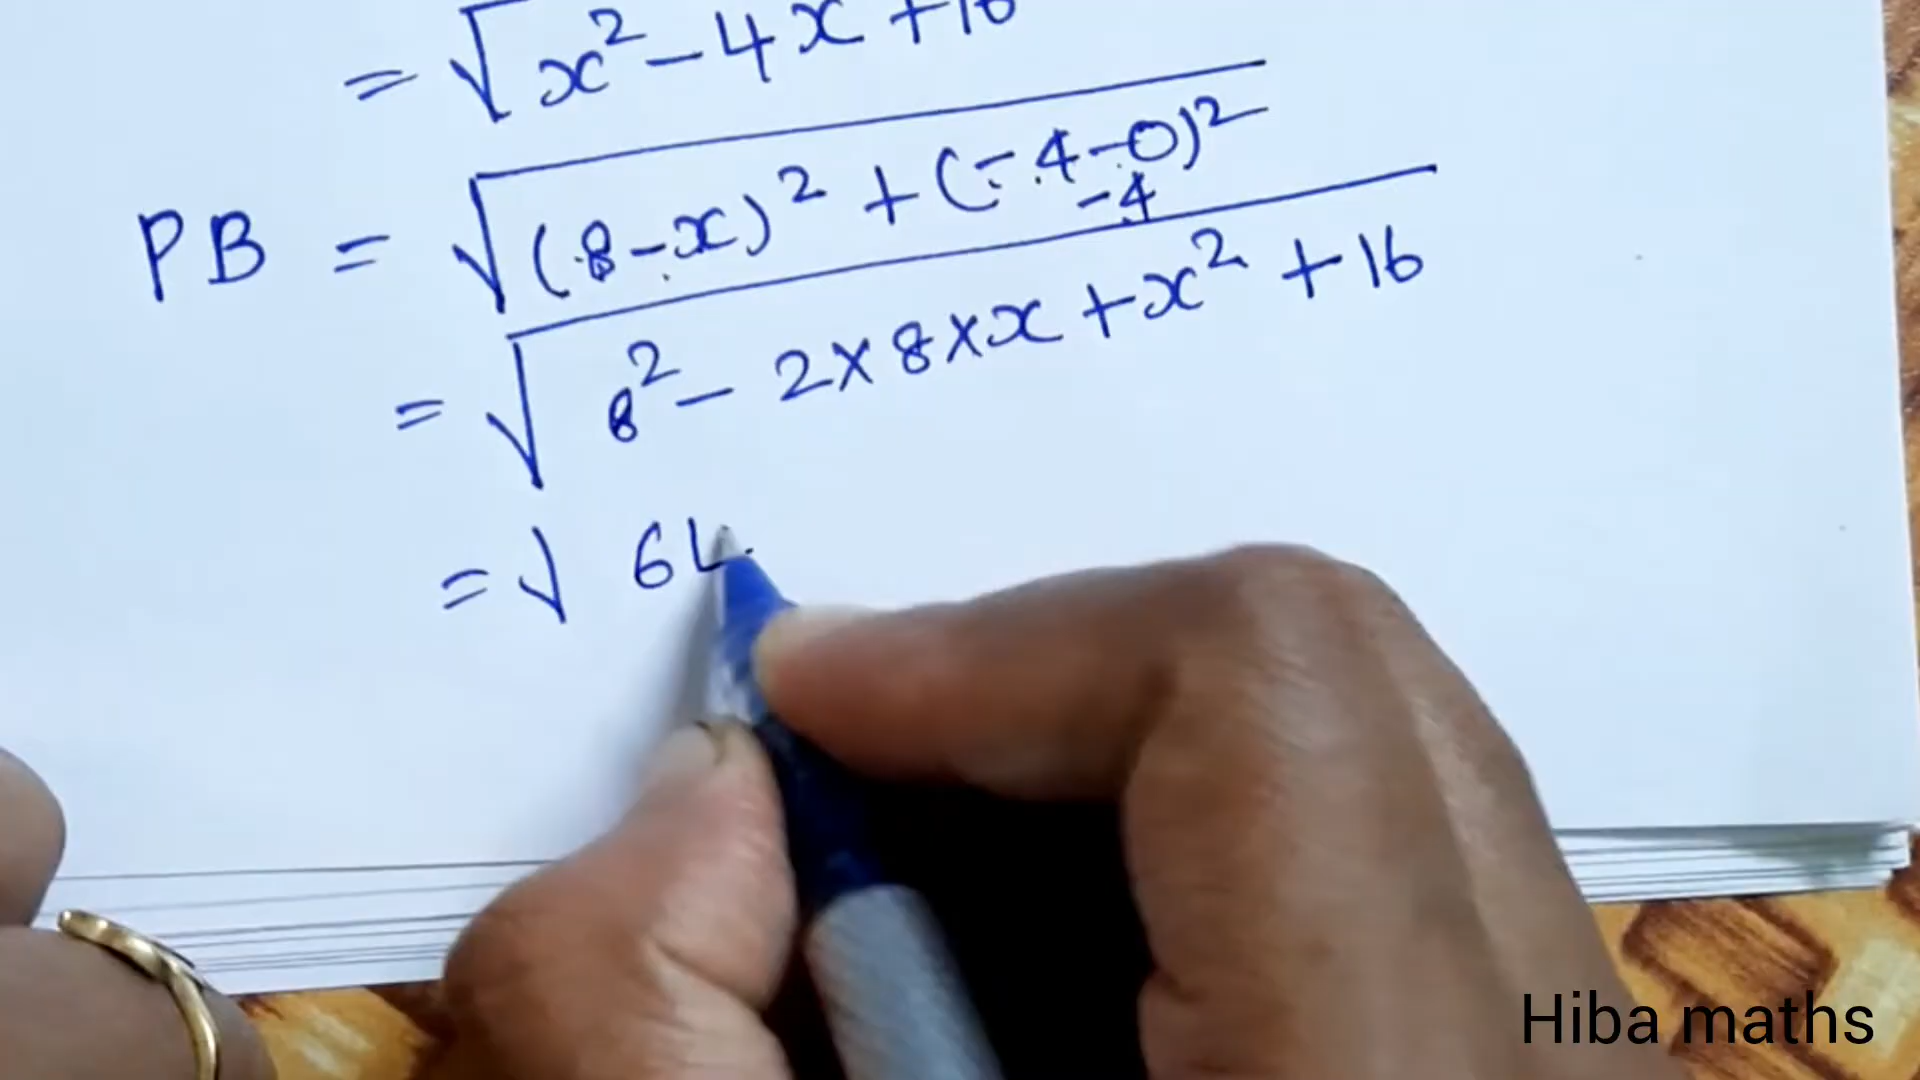 = √x² - 4x + 16
PB = √(8-x)² + (-4-0)²
-4
= √8² - 2×8×x + x² + 16
= √64
Hiba maths